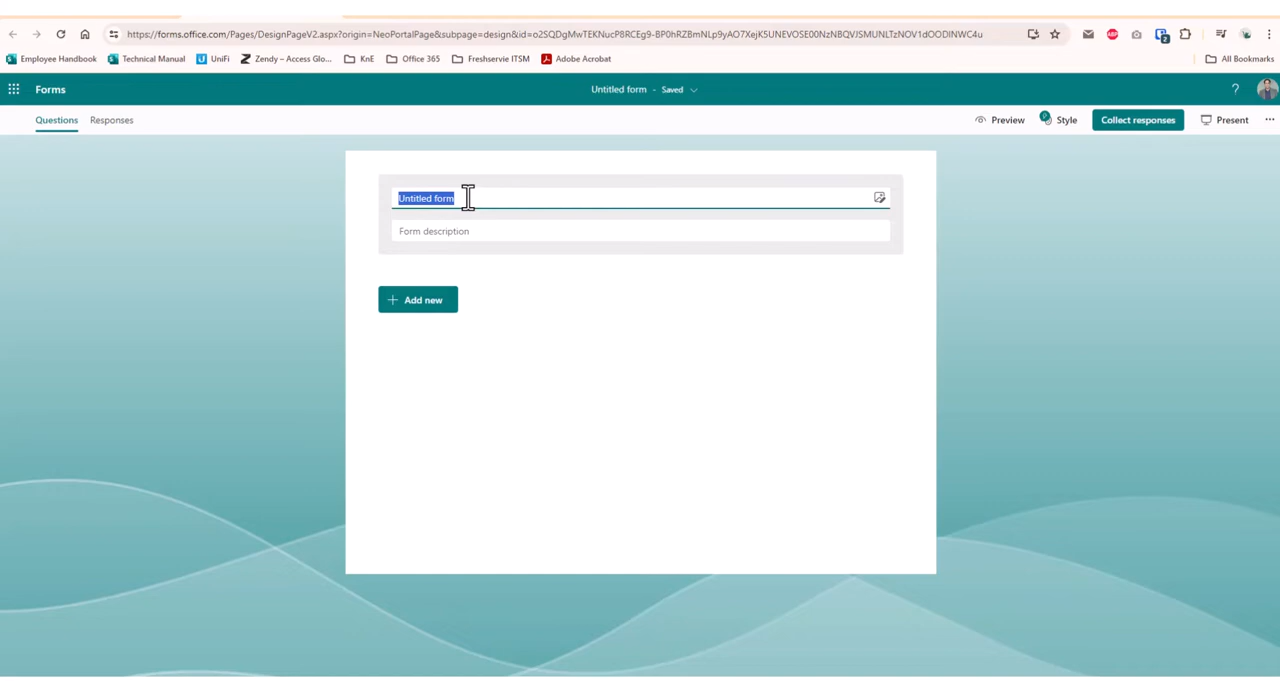 https://forms.office.com/Pages/DesignPageV2.aspx?origin=NeoPortalPage&subpage=design&id=o2SQDgMwTEKNucP8RCEg9-8P0hRZBmNLp9yAO7XejK5UNEVOSE00NzNBQVJSMUNLTzNOV1dOODlNWC4u
Employee Handbook
Technical Manual
UniFi
Zendy – Access Glo...
KnE
Office 365
Freshservice ITSM
Adobe Acrobat
All Bookmarks
Forms
Untitled form - Saved
?
Questions
Responses
Preview
Style
Collect responses
Present
Untitled form
Form description
Add new